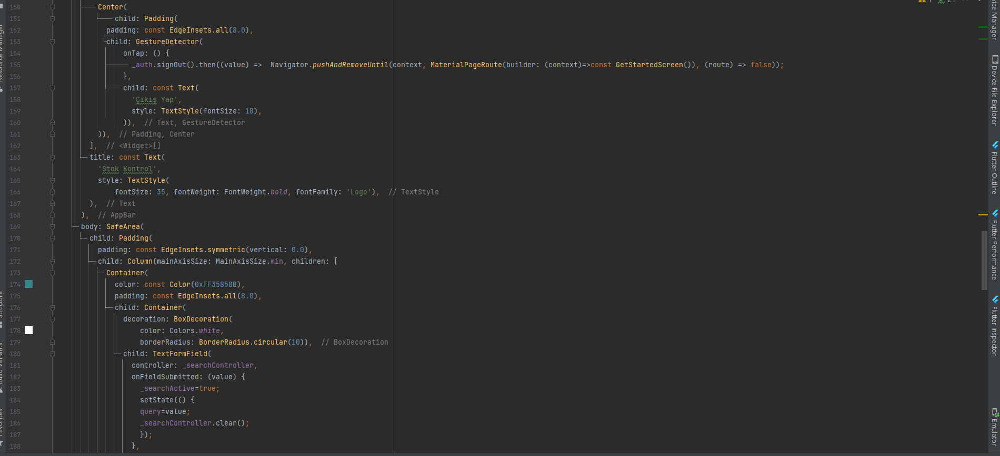 150 Center(
151 child: Padding(
152 padding: const EdgeInsets.all(8.0),
153 child: GestureDetector(
154 onTap: () {
155 _auth.signOut().then((value) => Navigator.pushAndRemoveUntil(context, MaterialPageRoute(builder: (context)=>const GetStartedScreen()), (route) => false));
156 },
157 child: const Text(
158 'Çıkış Yap',
159 style: TextStyle(fontSize: 18),
160 )), // Text, GestureDetector
161 )), // Padding, Center
162 ], // <Widget>[]
163 title: const Text(
164 'Stok Kontrol',
165 style: TextStyle(
166 fontSize: 35, fontWeight: FontWeight.bold, fontFamily: 'Logo'), // TextStyle
167 ), // Text
168 ), // AppBar
169 body: SafeArea(
170 child: Padding(
171 padding: const EdgeInsets.symmetric(vertical: 0.0),
172 child: Column(mainAxisSize: MainAxisSize.min, children: [
173 Container(
174 color: const Color(0xFF35858B),
175 padding: const EdgeInsets.all(8.0),
176 child: Container(
177 decoration: BoxDecoration(
178 color: Colors.white,
179 borderRadius: BorderRadius.circular(10)), // BoxDecoration
180 child: TextFormField(
181 controller: _searchController,
182 onFieldSubmitted: (value) {
183 _searchActive=true;
184 setState(() {
185 query=value;
186 _searchController.clear();
187 });
188 },
Manager
Device File Explorer
Flutter Outline
Flutter Performance
Flutter Inspector
Emulator